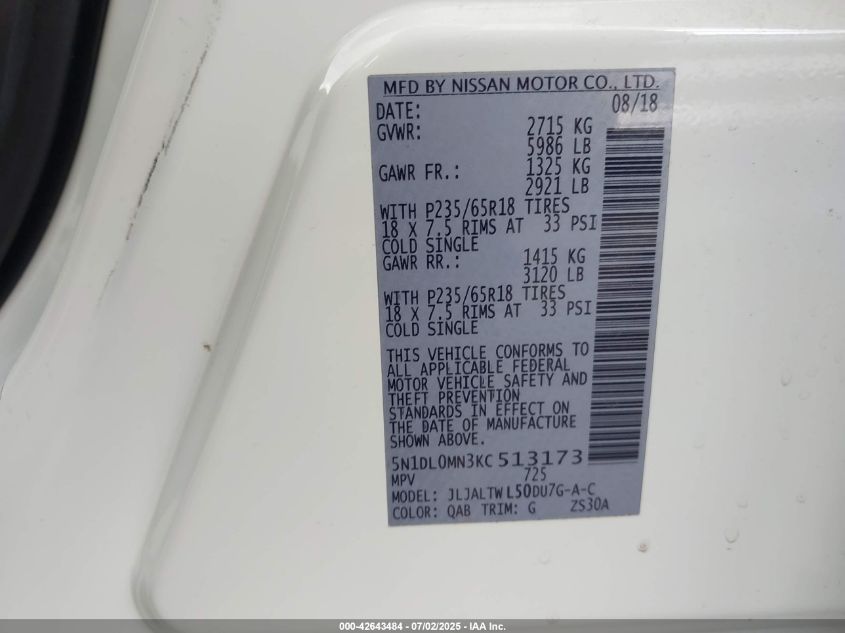 MFD BY NISSAN MOTOR CO., LTD.
DATE: 08/18
GVWR: 2715 KG
5986 LB
GAWR FR.: 1325 KG
2921 LB
WITH P235/65R18 TIRES
18 X 7.5 RIMS AT 33 PSI
COLD SINGLE
GAWR RR.: 1415 KG
3120 LB
WITH P235/65R18 TIRES
18 X 7.5 RIMS AT 33 PSI
COLD SINGLE
THIS VEHICLE CONFORMS TO
ALL APPLICABLE FEDERAL
MOTOR VEHICLE SAFETY AND
THEFT PREVENTION
STANDARDS IN EFFECT ON
THE DATE OF MANUFACTURE
SHOWN ABOVE.
5N1DL0MN3KC513173
MPV 725
MODEL: JLJALTWL50DU7G-A-C
COLOR: QAB TRIM: G ZS30A
000-42643484 - 07/02/2025 - IAA Inc.